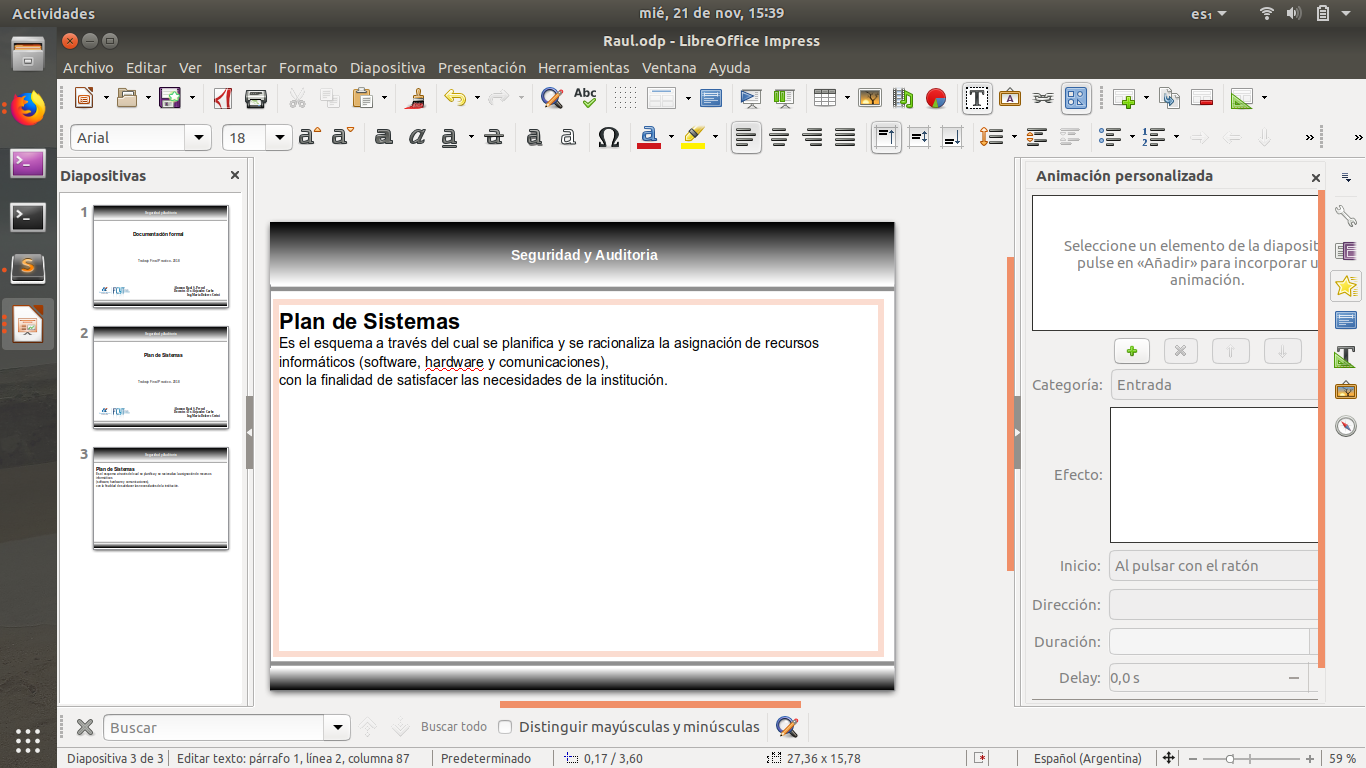 Actividades
mié, 21 de nov, 15:39
es₁
Raul.odp - LibreOffice Impress
Archivo Editar Ver Insertar Formato Diapositiva Presentación Herramientas Ventana Ayuda
Abc
Arial
18
Diapositivas
1
Seguridad y Auditoria
Documentación formal
2
Seguridad y Auditoria
Plan de Sistemas
3
Seguridad y Auditoria
Plan de Sistemas
Seguridad y Auditoria
Plan de Sistemas
Es el esquema a través del cual se planifica y se racionaliza la asignación de recursos
informáticos (software, hardware y comunicaciones),
con la finalidad de satisfacer las necesidades de la institución.
Animación personalizada
Seleccione un elemento de la diaposit
pulse en «Añadir» para incorporar u
animación.
Categoría: Entrada
Efecto:
Inicio: Al pulsar con el ratón
Dirección:
Duración:
Delay: 0,0 s
Buscar
Buscar todo
Distinguir mayúsculas y minúsculas
Diapositiva 3 de 3
Editar texto: párrafo 1, línea 2, columna 87
Predeterminado
0,17 / 3,60
27,36 x 15,78
Español (Argentina)
59 %